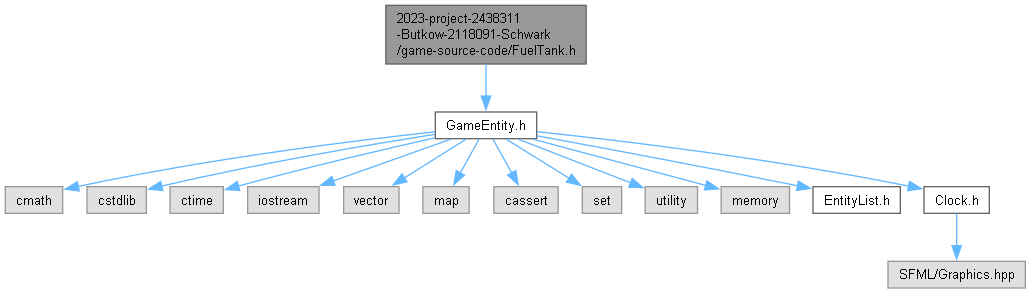 2023-project-2438311
-Butkow-2118091-Schwark
/game-source-code/FuelTank.h
GameEntity.h
cmath
cstdlib
ctime
iostream
vector
map
cassert
set
utility
memory
EntityList.h
Clock.h
SFML/Graphics.hpp